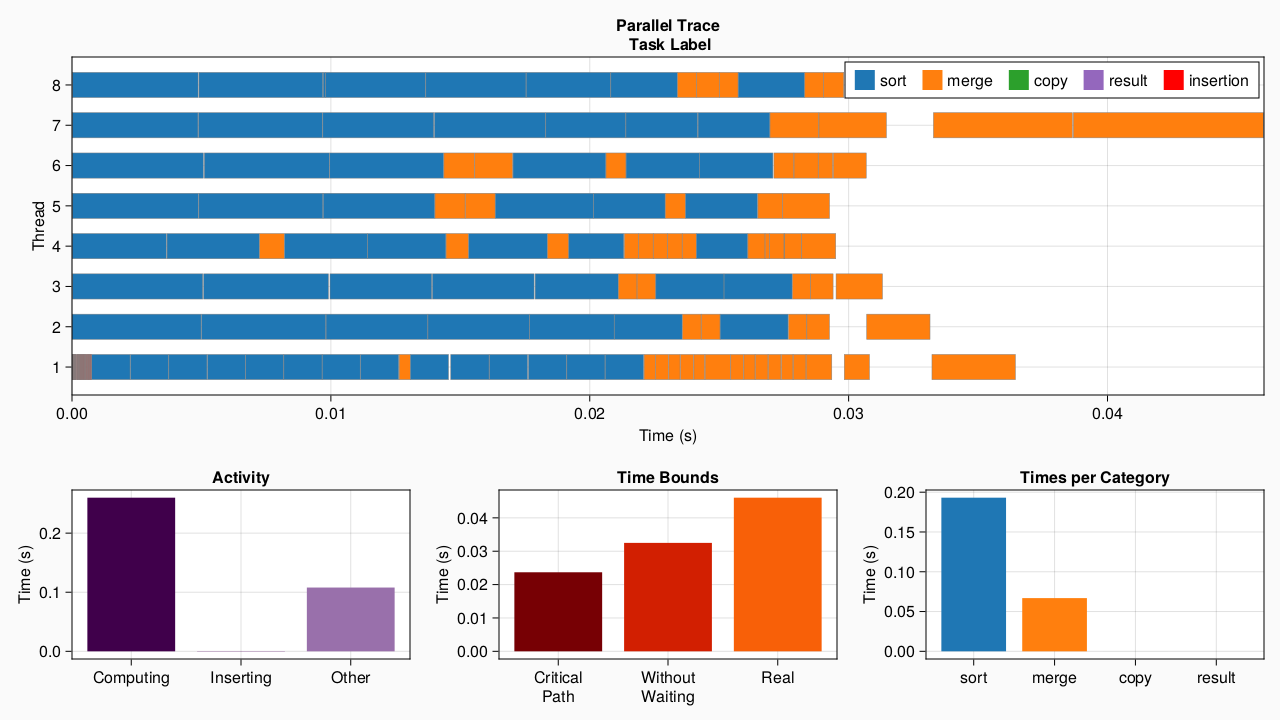 Parallel Trace
Task Label
sort merge copy result insertion
8
7
6
5
4
3
2
1
Thread
0.00 0.01 0.02 0.03 0.04
Time (s)
Activity
Time (s)
0.2
0.1
0.0
Computing Inserting Other
Time Bounds
Time (s)
0.04
0.03
0.02
0.01
0.00
Critical Path
Without Waiting
Real
Times per Category
Time (s)
0.20
0.15
0.10
0.05
0.00
sort merge copy result